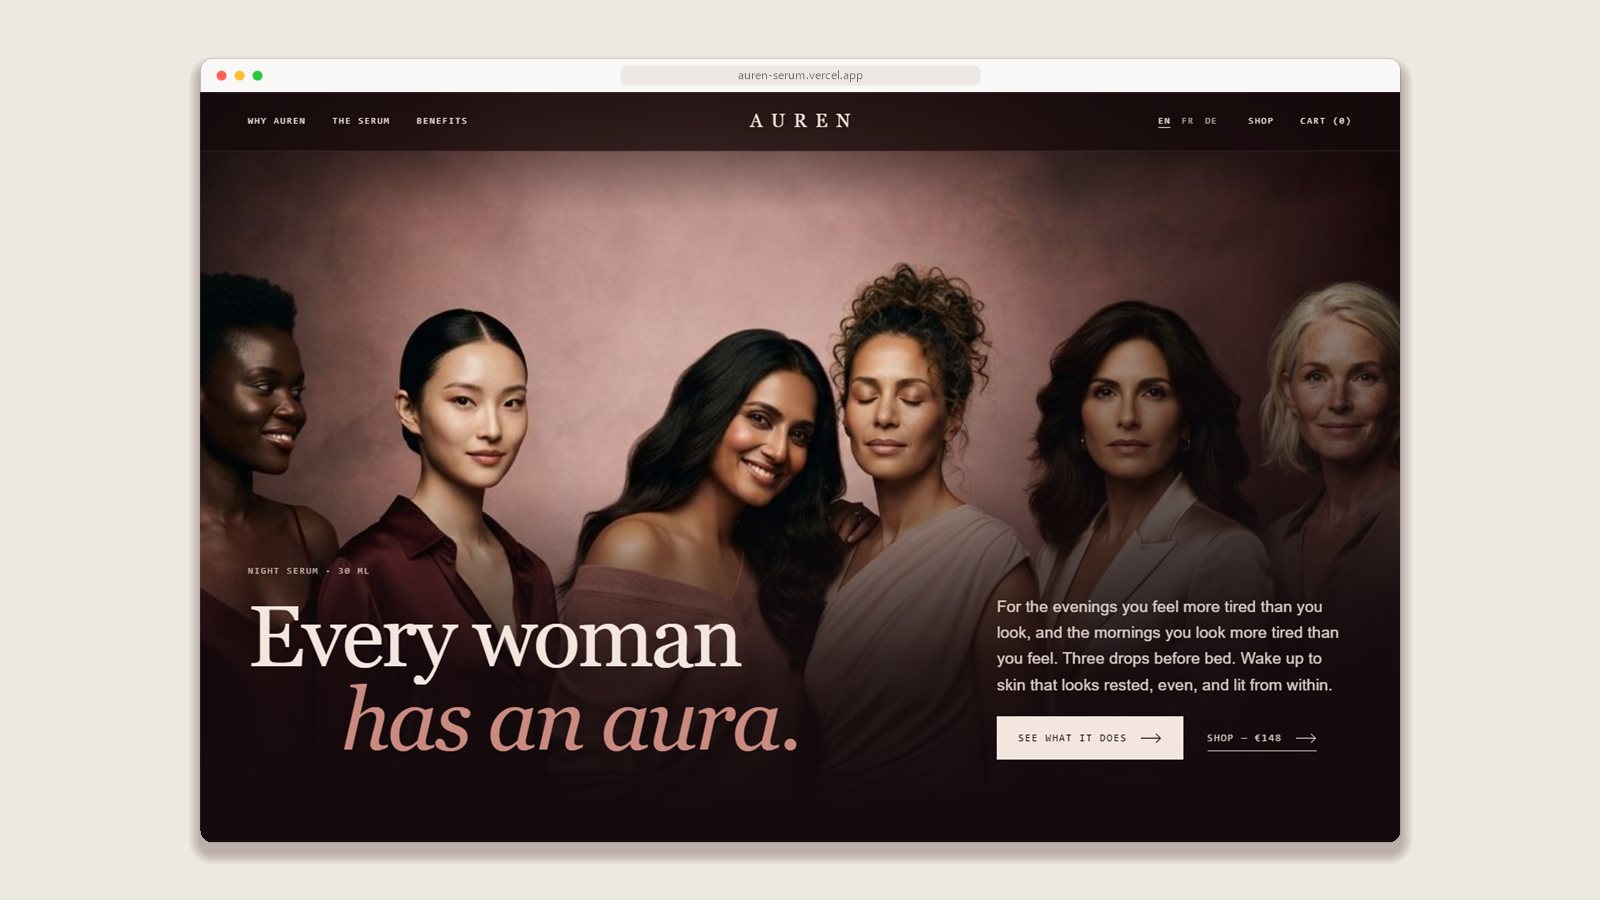 auren-serum.vercel.app
WHY AUREN THE SERUM BENEFITS AUREN EN FR DE SHOP CART (0)
NIGHT SERUM • 30 ML
Every woman
has an aura.
For the evenings you feel more tired than you
look, and the mornings you look more tired than
you feel. Three drops before bed. Wake up to
skin that looks rested, even, and lit from within.
SEE WHAT IT DOES → SHOP — €148 →